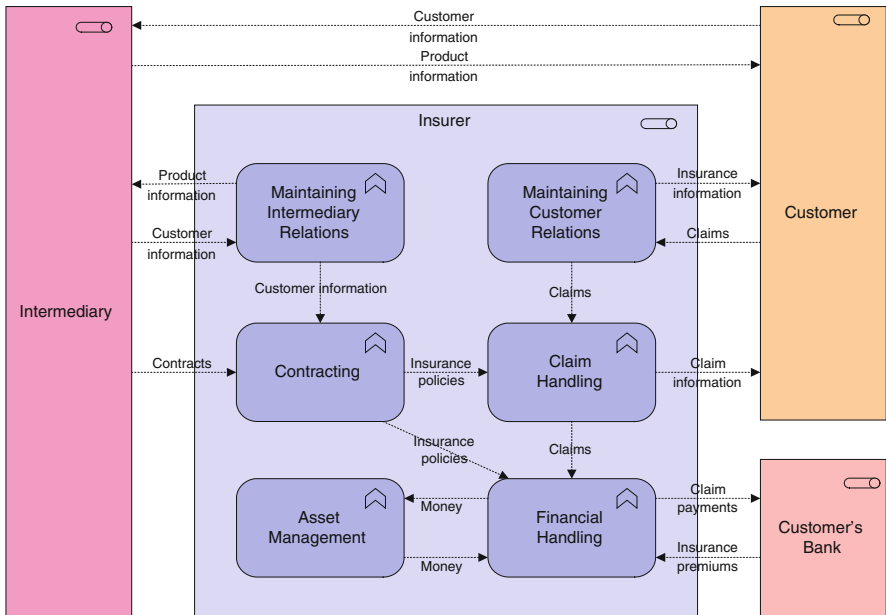 Customer
information
Product
information
Insurer
Product
information
Maintaining
Intermediary
Relations
Maintaining
Customer
Relations
Insurance
information
Customer
Customer
information
Claims
Customer information
Claims
Intermediary
Contracts
Contracting
Insurance
policies
Claim
Handling
Claim
information
Insurance
policies
Claims
Asset
Management
Money
Money
Financial
Handling
Claim
payments
Insurance
premiums
Customer's
Bank